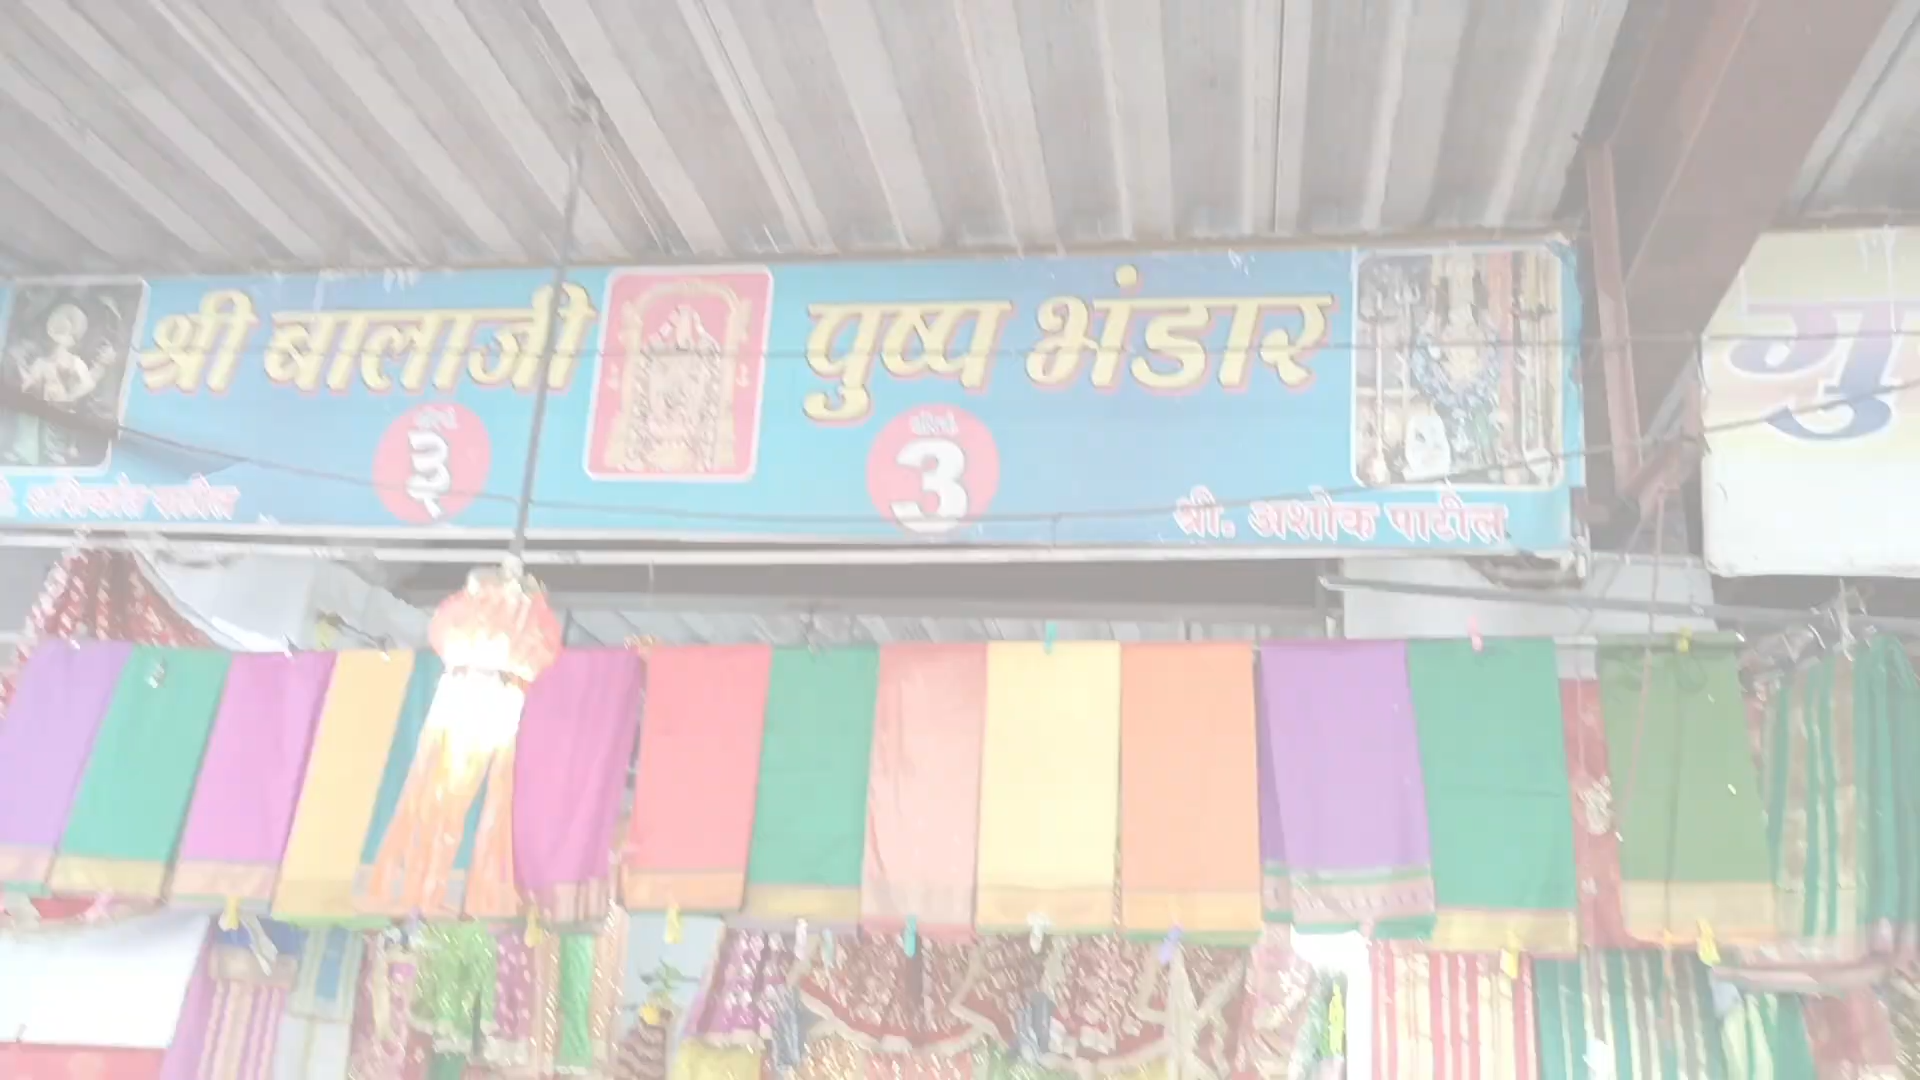 श्री बालाजी पुष्प भंडार
३
3
श्री. अशोक पाटील
गु